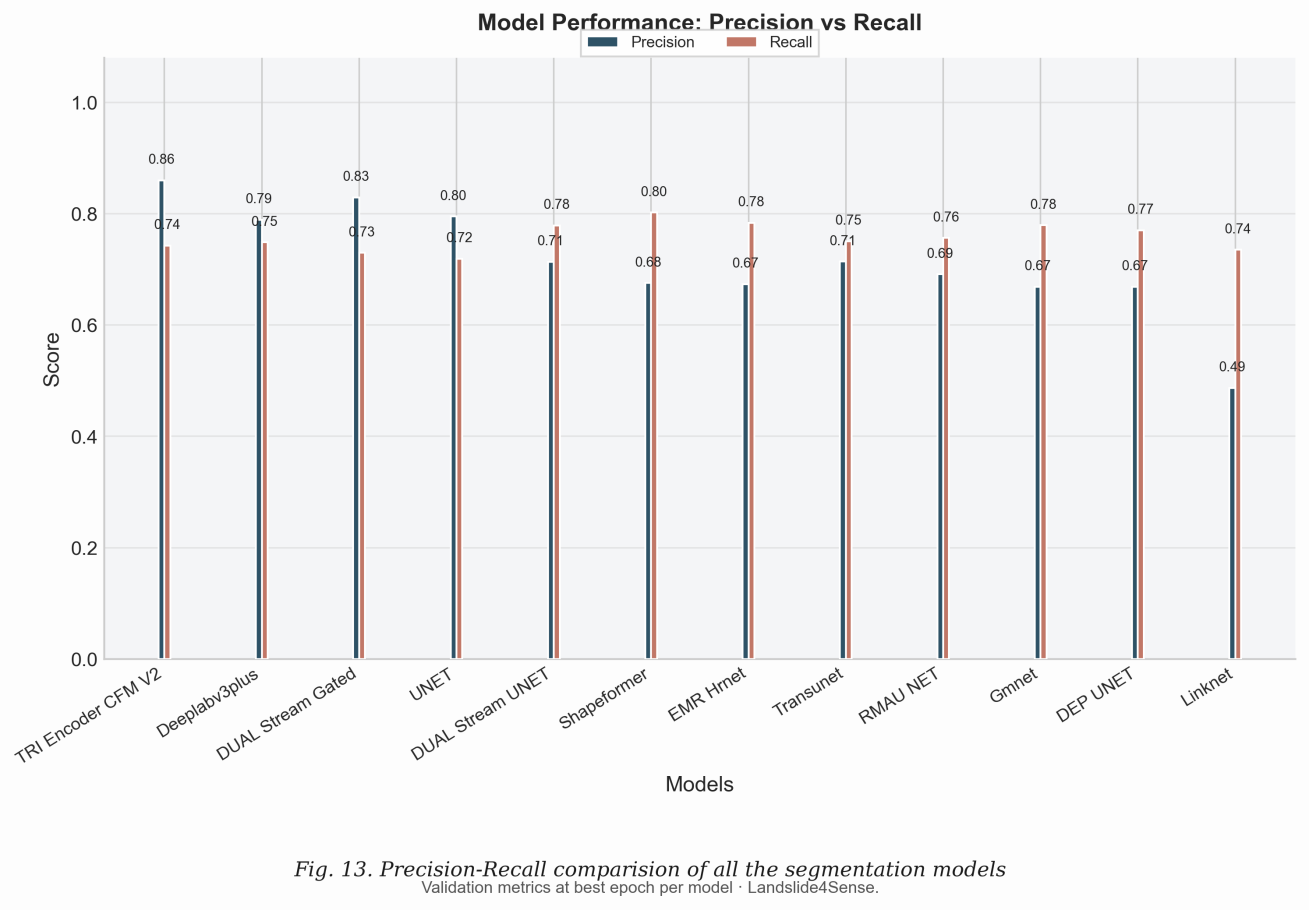 Model Performance: Precision vs Recall
Precision Recall
1.0
0.8
0.6
0.4
0.2
0.0
Score
0.86
0.74
0.79
0.75
0.83
0.73
0.80
0.72
0.71
0.78
0.68
0.80
0.67
0.78
0.71
0.75
0.69
0.76
0.67
0.78
0.67
0.77
0.49
0.74
TRI Encoder CFM V2
Deeplabv3plus
DUAL Stream Gated
UNET
DUAL Stream UNET
Shapeformer
EMR Hrnet
Transunet
RMAU NET
Gmnet
DEP UNET
Linknet
Models
Fig. 13. Precision-Recall comparision of all the segmentation models
Validation metrics at best epoch per model · Landslide4Sense.